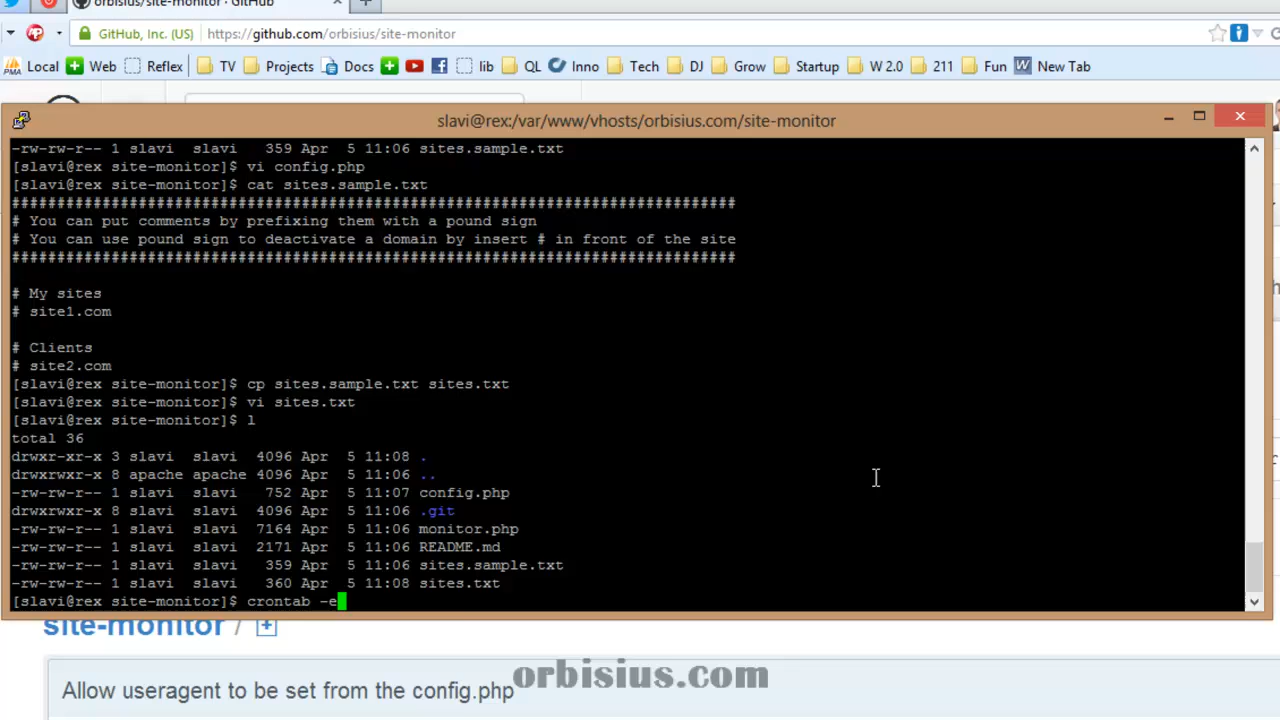 orbisius/site-monitor · GitHub
GitHub, Inc. (US) https://github.com/orbisius/site-monitor
Local Web Reflex TV Projects Docs lib QL Inno Tech DJ Grow Startup W 2.0 211 Fun New Tab
slavi@rex:/var/www/vhosts/orbisius.com/site-monitor
-rw-rw-r-- 1 slavi slavi 359 Apr 5 11:06 sites.sample.txt
[slavi@rex site-monitor]$ vi config.php
[slavi@rex site-monitor]$ cat sites.sample.txt
################################################################################
# You can put comments by prefixing them with a pound sign
# You can use pound sign to deactivate a domain by insert # in front of the site
################################################################################
# My sites
# site1.com
# Clients
# site2.com
[slavi@rex site-monitor]$ cp sites.sample.txt sites.txt
[slavi@rex site-monitor]$ vi sites.txt
[slavi@rex site-monitor]$ l
total 36
drwxr-xr-x 3 slavi slavi 4096 Apr 5 11:08 .
drwxrwxr-x 8 apache apache 4096 Apr 5 11:06 ..
-rw-rw-r-- 1 slavi slavi 752 Apr 5 11:07 config.php
drwxrwxr-x 8 slavi slavi 4096 Apr 5 11:06 .git
-rw-rw-r-- 1 slavi slavi 7164 Apr 5 11:06 monitor.php
-rw-rw-r-- 1 slavi slavi 2171 Apr 5 11:06 README.md
-rw-rw-r-- 1 slavi slavi 359 Apr 5 11:06 sites.sample.txt
-rw-rw-r-- 1 slavi slavi 360 Apr 5 11:08 sites.txt
[slavi@rex site-monitor]$ crontab -e
site-monitor / +
orbisius.com
Allow useragent to be set from the config.php